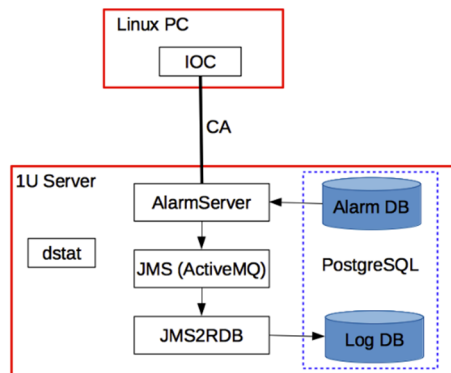 Linux PC
IOC
CA
1U Server
AlarmServer
Alarm DB
dstat
JMS (ActiveMQ)
PostgreSQL
JMS2RDB
Log DB